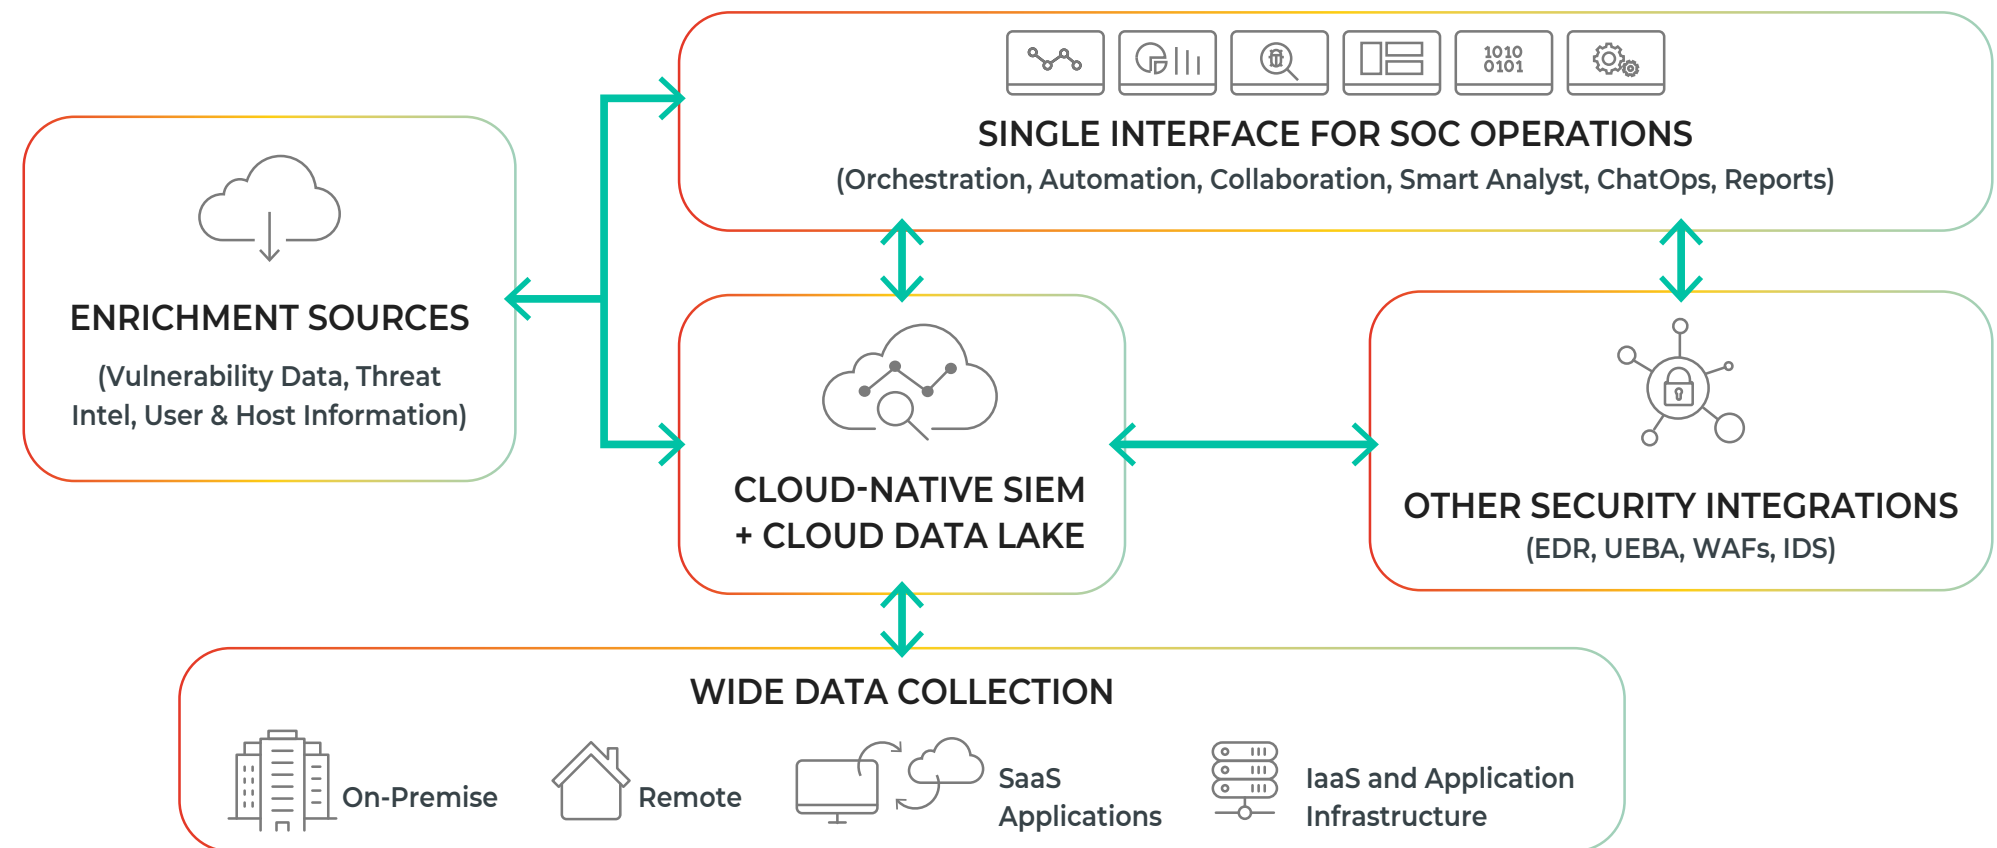 1010
0101
SINGLE INTERFACE FOR SOC OPERATIONS
(Orchestration, Automation, Collaboration, Smart Analyst, ChatOps, Reports)
ENRICHMENT SOURCES
(Vulnerability Data, Threat
Intel, User & Host Information)
CLOUD-NATIVE SIEM
+ CLOUD DATA LAKE
OTHER SECURITY INTEGRATIONS
(EDR, UEBA, WAFs, IDS)
WIDE DATA COLLECTION
On-Premise
Remote
SaaS
Applications
IaaS and Application
Infrastructure